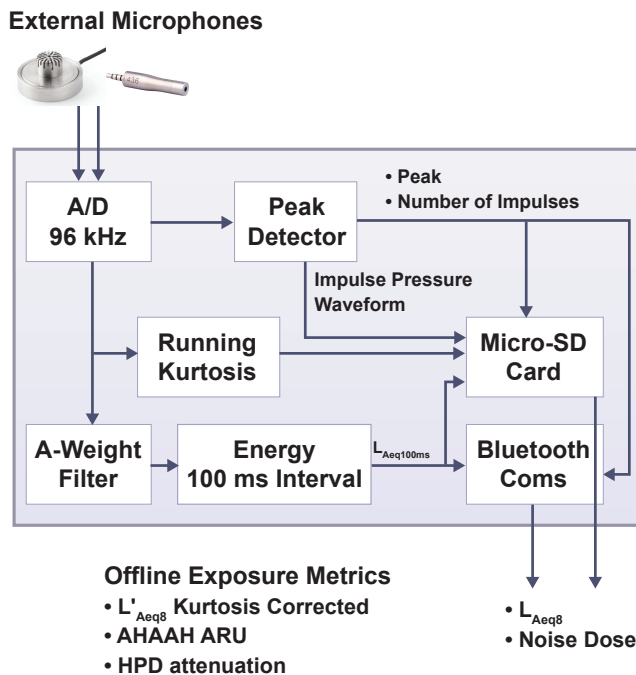 External Microphones
436
A/D
96 kHz
Peak
Detector
• Peak
• Number of Impulses
Impulse Pressure
Waveform
Running
Kurtosis
Micro-SD
Card
A-Weight
Filter
Energy
100 ms Interval
LAeq100ms
Bluetooth
Coms
Offline Exposure Metrics
• L'Aeq8 Kurtosis Corrected
• AHAAH ARU
• HPD attenuation
• LAeq8
• Noise Dose